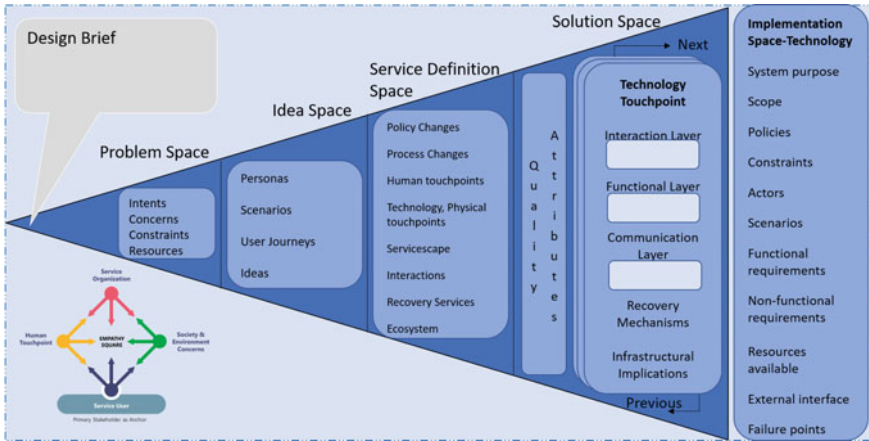 Design Brief
Problem Space
Intents
Concerns
Constraints
Resources
Idea Space
Personas
Scenarios
User Journeys
Ideas
Service Definition
Space
Policy Changes
Process Changes
Human touchpoints
Technology, Physical
touchpoints
Servicescape
Interactions
Recovery Services
Ecosystem
Solution Space
Quality
Attributes
Next
Technology
Touchpoint
Interaction Layer
Functional Layer
Communication
Layer
Recovery
Mechanisms
Infrastructural
Implications
Previous
Implementation
Space-Technology
System purpose
Scope
Policies
Constraints
Actors
Scenarios
Functional
requirements
Non-functional
requirements
Resources
available
External interface
Failure points
Service
Organization
Human
Touchpoint
EMPATHY
SQUARE
Society &
Environment
Concerns
Service User
Primary Stakeholder as Anchor